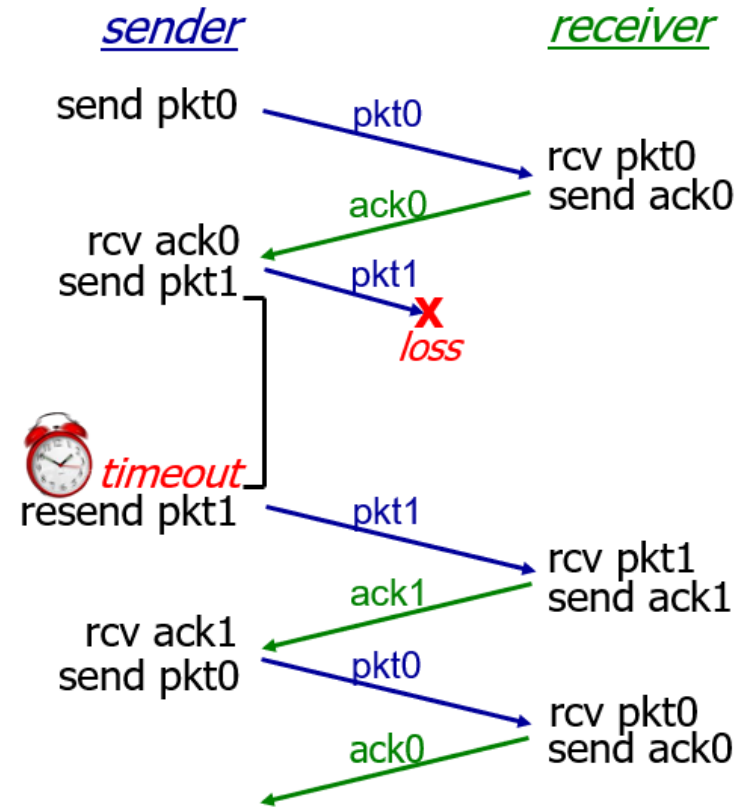 sender
receiver
send pkt0
pkt0
rcv pkt0
send ack0
ack0
rcv ack0
send pkt1
pkt1
X
loss
timeout
resend pkt1
pkt1
rcv pkt1
send ack1
ack1
rcv ack1
send pkt0
pkt0
rcv pkt0
send ack0
ack0